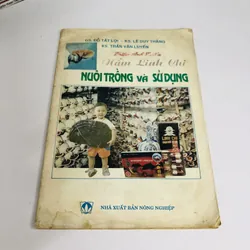 GS. ĐỖ TẤT LỢI - KS. LÊ DUY THẮNG
KS. TRẦN VĂN LUYẾN
Nấm Linh Chi
NUÔI TRỒNG và SỬ DỤNG
NHÀ XUẤT BẢN NÔNG NGHIỆP